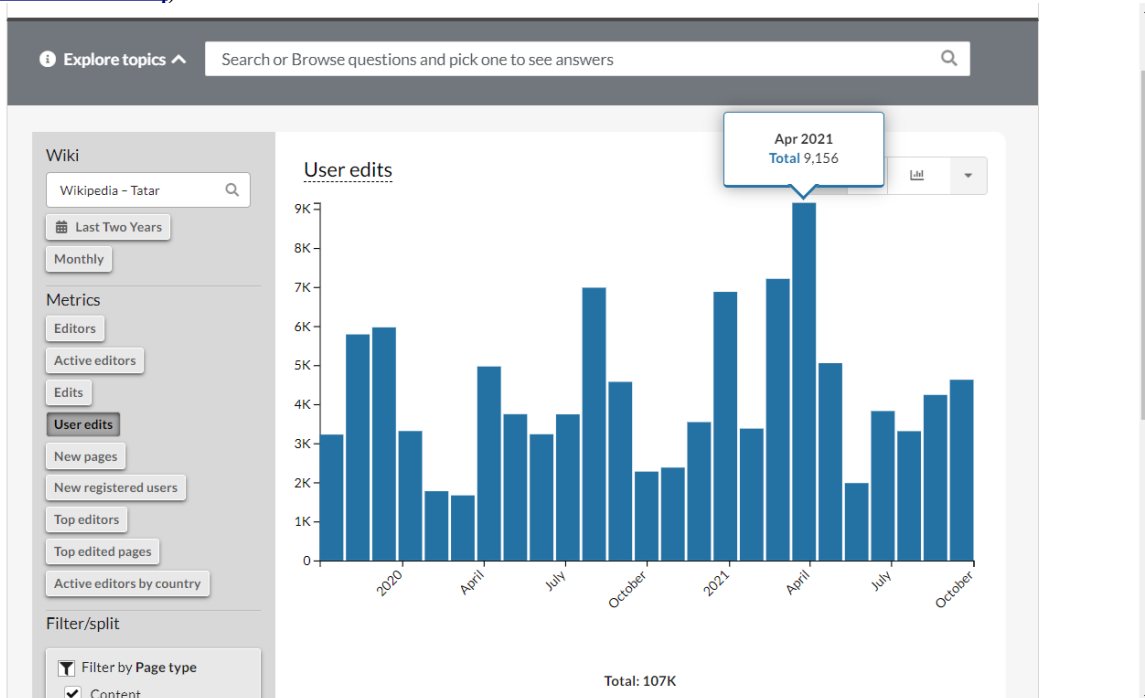 Explore topics
Search or Browse questions and pick one to see answers
Wiki
Wikipedia – Tatar
Last Two Years
Monthly
Metrics
Editors
Active editors
Edits
User edits
New pages
New registered users
Top editors
Top edited pages
Active editors by country
Filter/split
Filter by Page type
Content
User edits
Apr 2021
Total 9,156
9K
8K
7K
6K
5K
4K
3K
2K
1K
0
2020 April July October 2021 April July October
Total: 107K